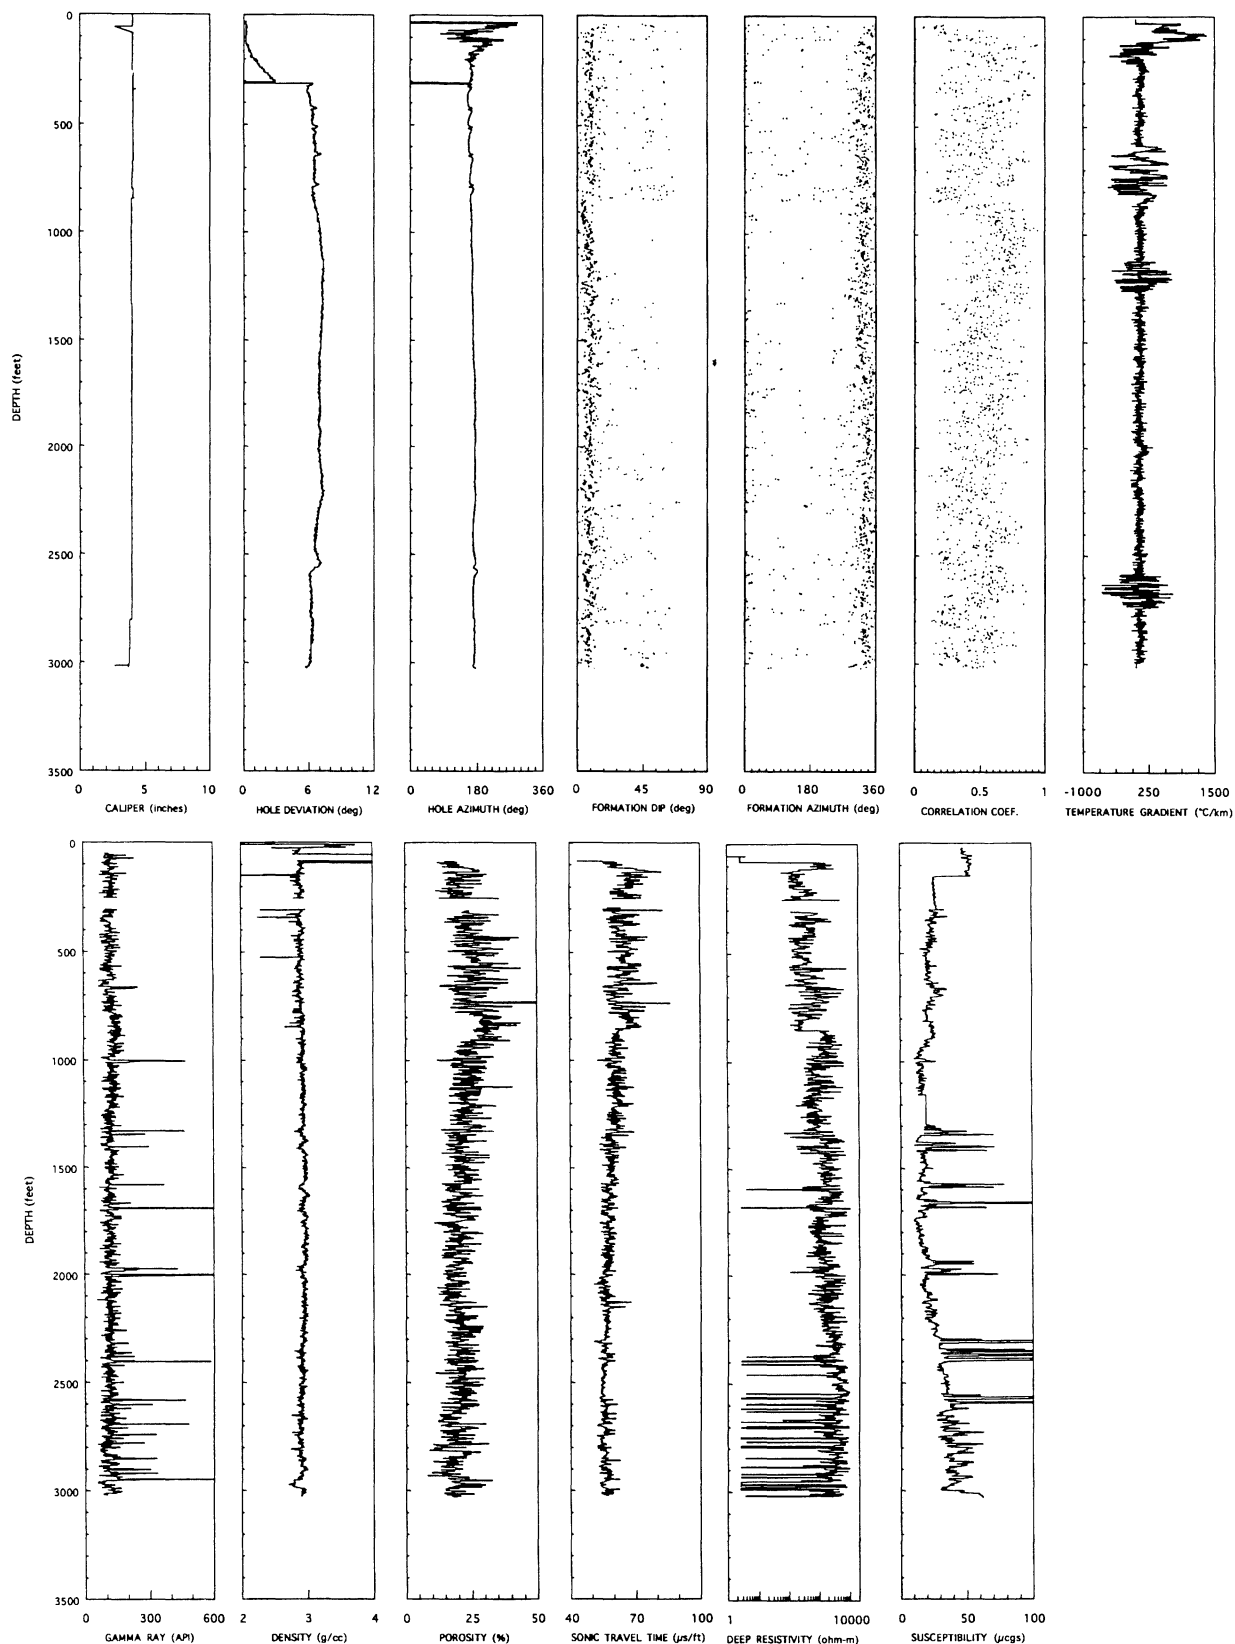 0
500
1000
1500
2000
2500
3000
3500
DEPTH (feet)
0 5 10
CALIPER (inches)
0 6 12
HOLE DEVIATION (deg)
0 180 360
HOLE AZIMUTH (deg)
0 45 90
FORMATION DIP (deg)
0 180 360
FORMATION AZIMUTH (deg)
0 0.5 1
CORRELATION COEF.
-1000 250 1500
TEMPERATURE GRADIENT (°C/km)
0
500
1000
1500
2000
2500
3000
3500
DEPTH (feet)
0 300 600
GAMMA RAY (API)
2 3 4
DENSITY (g/cc)
0 25 50
POROSITY (%)
40 70 100
SONIC TRAVEL TIME (µs/ft)
1 10000
DEEP RESISTIVITY (ohm-m)
0 50 100
SUSCEPTIBILITY (µcgs)